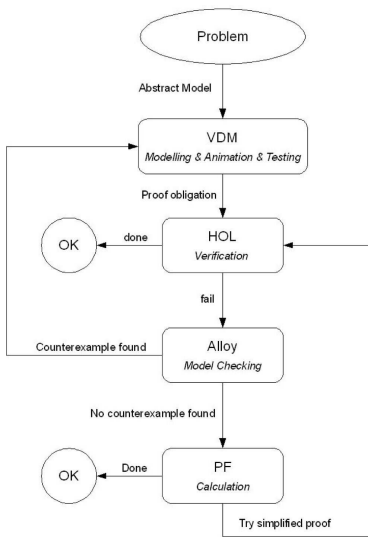 Problem
Abstract Model
VDM
Modelling & Animation & Testing
Proof obligation
OK
done
HOL
Verification
fail
Counterexample found
Alloy
Model Checking
No counterexample found
OK
Done
PF
Calculation
Try simplified proof